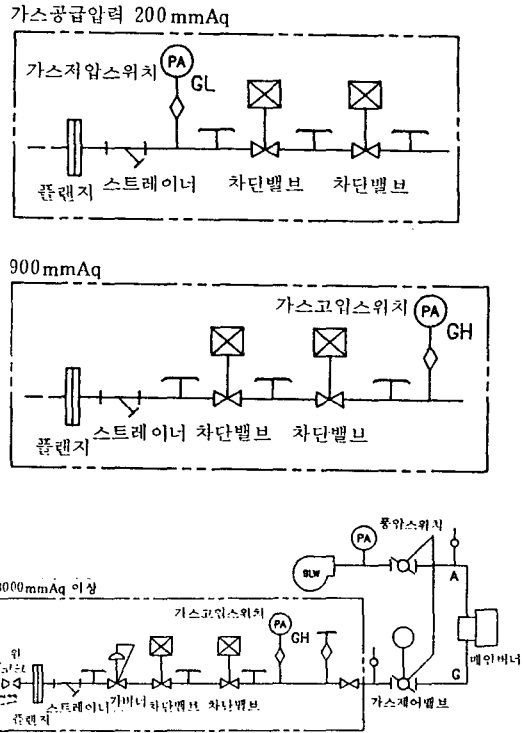 가스공급압력 200mmAq
가스저압스위치
PA
GL
플랜지
스트레이너
차단밸브
차단밸브
900mmAq
가스고압스위치
PA
GH
플랜지
스트레이너
차단밸브
차단밸브
3000mmAq 이상
풍압스위치
PA
BLW
A
가스고압스위치
PA
GH
메인버너
G
플랜지
스트레이너
가버너
차단밸브
차단밸브
가스제어밸브